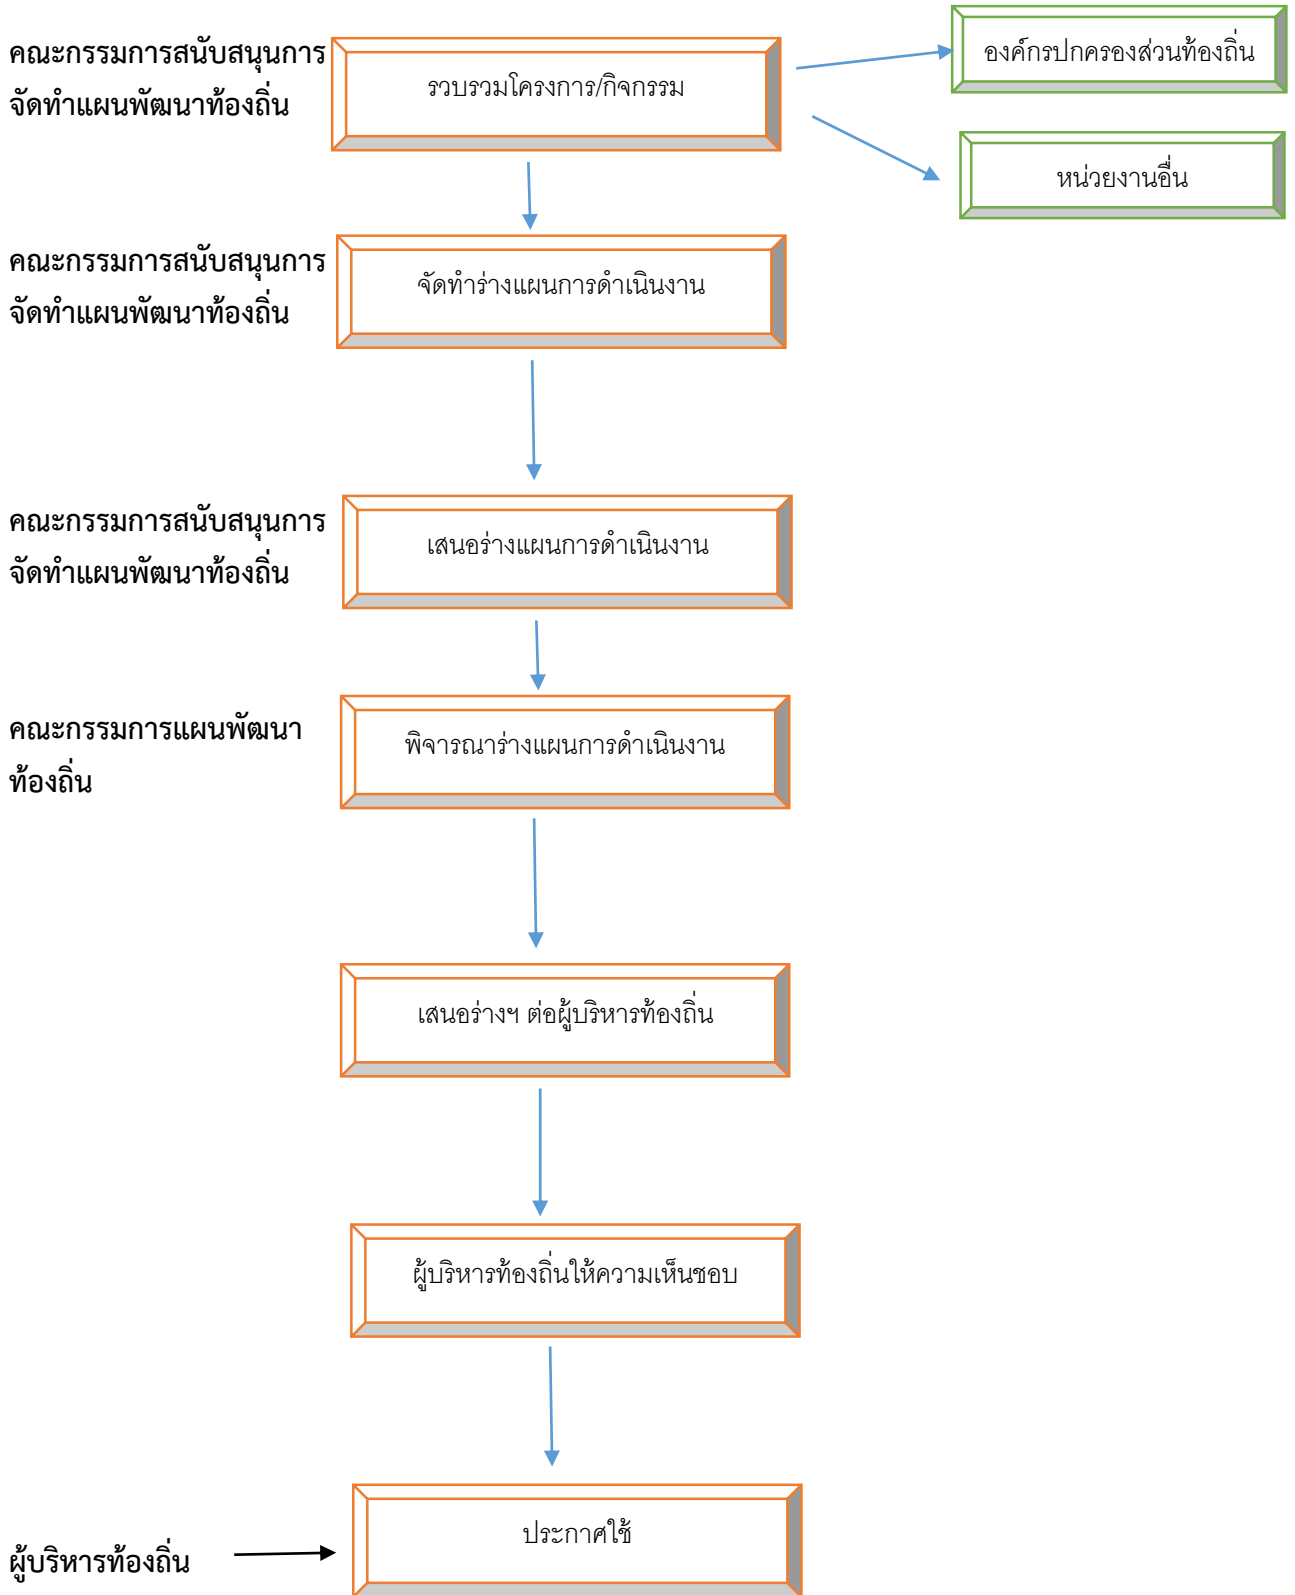 คณะกรรมการสนับสนุนการ
จัดทำแผนพัฒนาท้องถิ่น
รวบรวมโครงการ/กิจกรรม
องค์กรปกครองส่วนท้องถิ่น
หน่วยงานอื่น
คณะกรรมการสนับสนุนการ
จัดทำแผนพัฒนาท้องถิ่น
จัดทำร่างแผนการดำเนินงาน
คณะกรรมการสนับสนุนการ
จัดทำแผนพัฒนาท้องถิ่น
เสนอร่างแผนการดำเนินงาน
คณะกรรมการแผนพัฒนา
ท้องถิ่น
พิจารณาร่างแผนการดำเนินงาน
เสนอร่างฯ ต่อผู้บริหารท้องถิ่น
ผู้บริหารท้องถิ่นให้ความเห็นชอบ
ผู้บริหารท้องถิ่น
ประกาศใช้